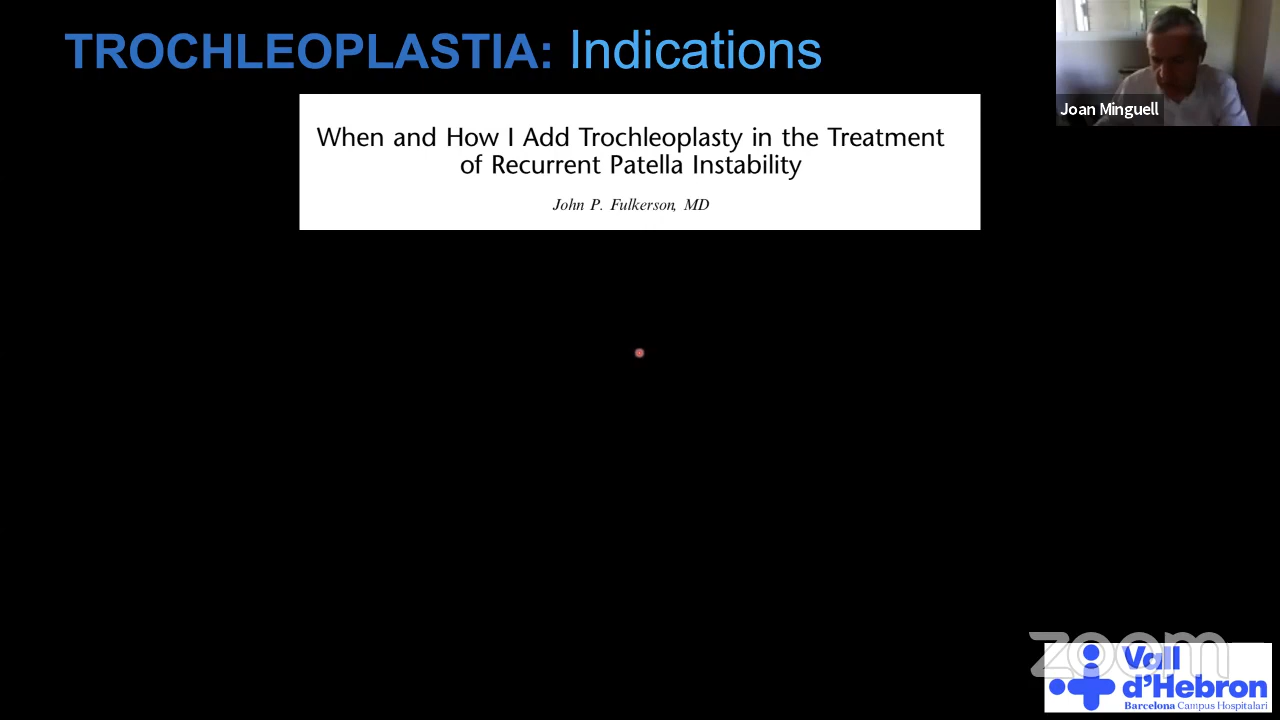 TROCHLEOPLASTIA: Indications
Joan Minguell
When and How I Add Trochleoplasty in the Treatment
of Recurrent Patella Instability
John P. Fulkerson, MD
zoom
Vall
d'Hebron
Barcelona Campus Hospitalari